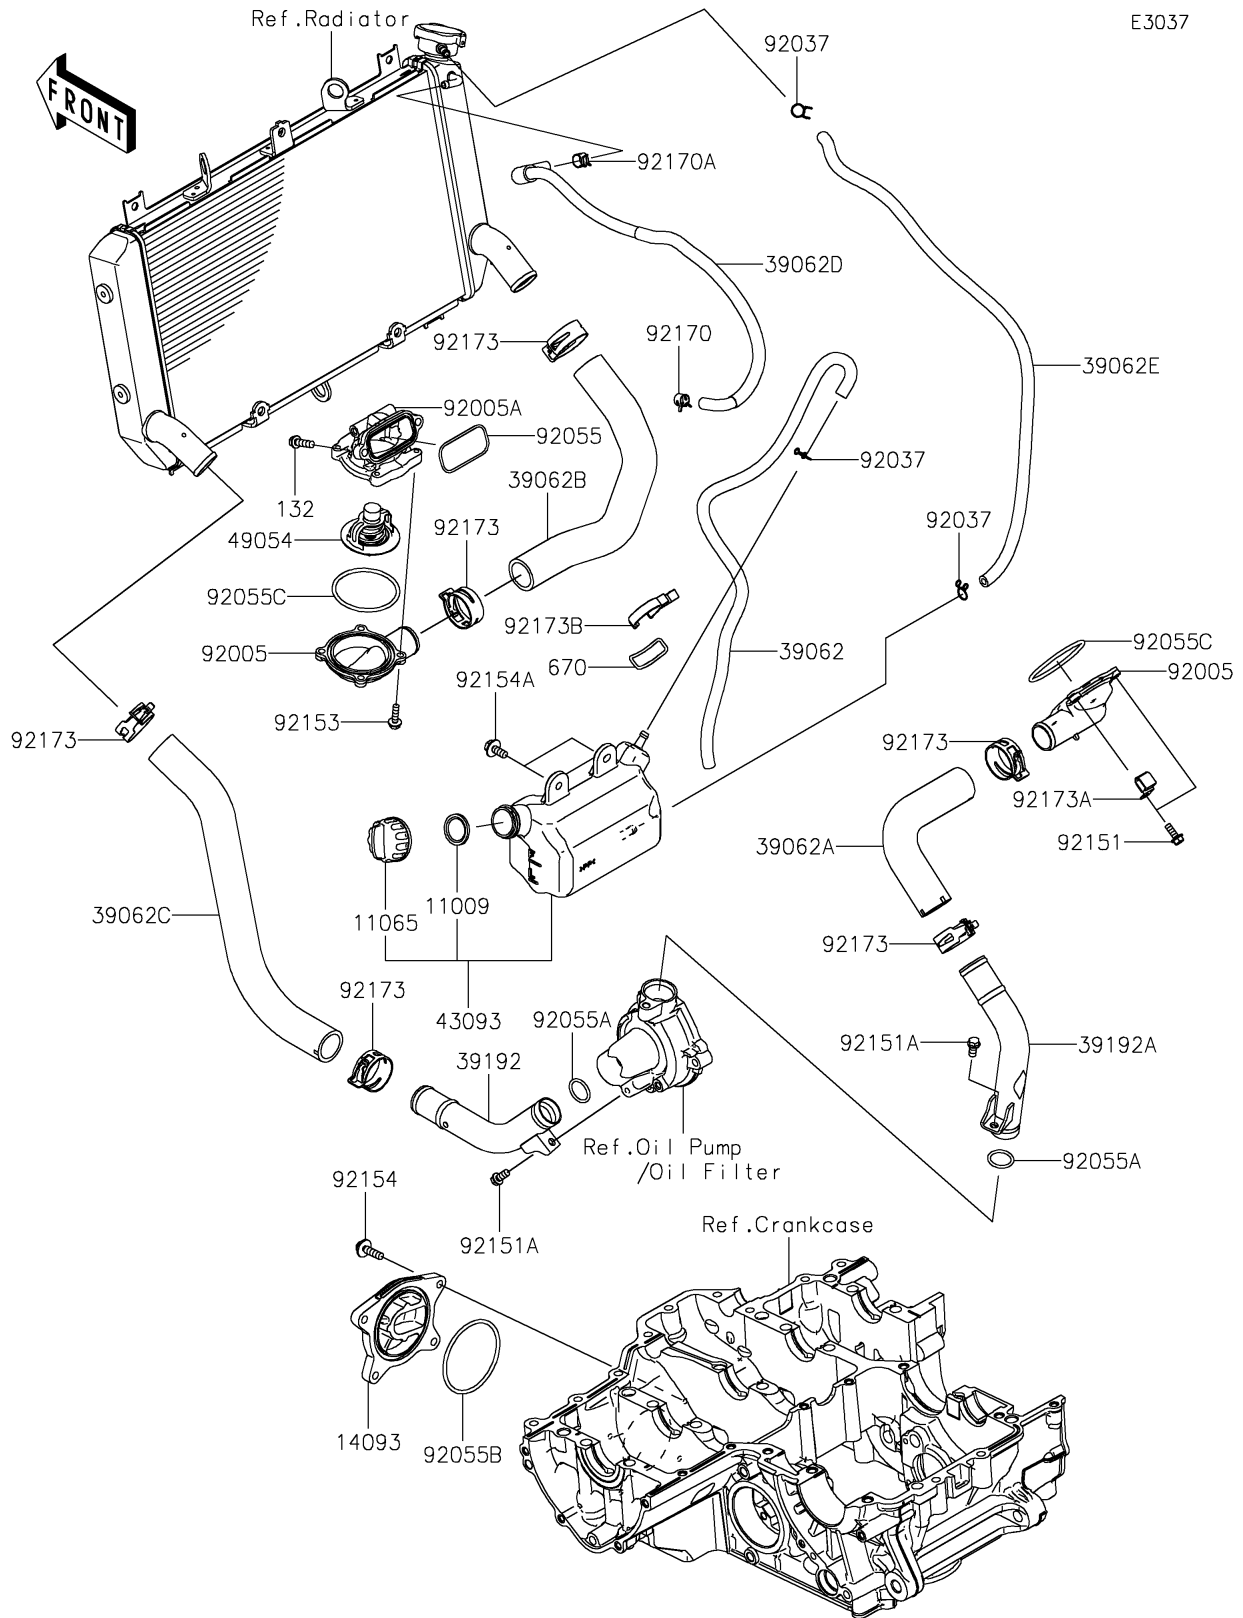 Ref.Radiator
E3037
92037
FRONT
92170A
39062D
92173
92170
39062E
92005A
92055
92037
132
39062B
49054
92173
92037
92055C
92173B
92055C
92005
670
39062
92005
92154A
92153
92173
92173
92173A
92151
39062A
39062C
11065
11009
92173
92173
43093
92055A
39192
92151A
39192A
Ref.Oil Pump
/Oil Filter
92055A
92154
92151A
Ref.Crankcase
14093
92055B